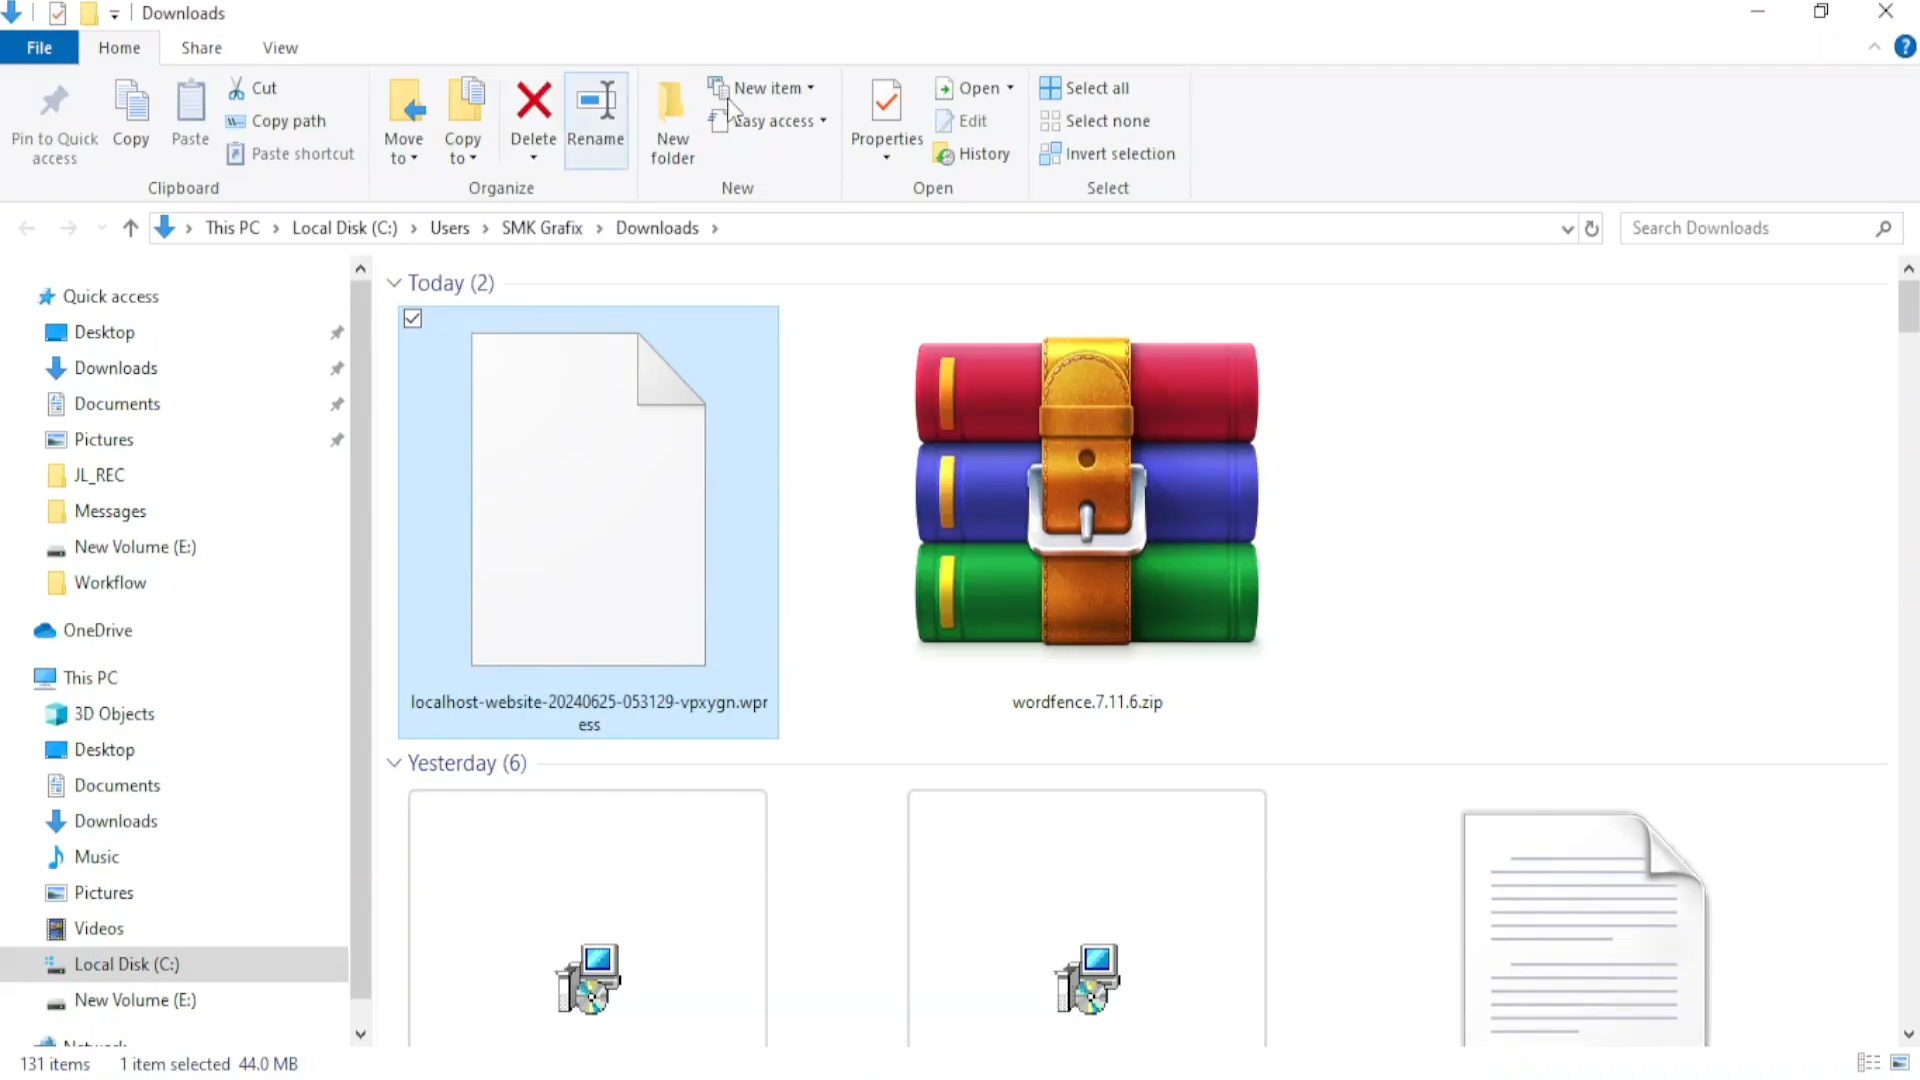 Downloads
File Home Share View
Pin to Quick access
Copy
Paste
Cut
Copy path
Paste shortcut
Clipboard
Move to
Copy to
Delete
Rename
Organize
New folder
New item
Easy access
New
Properties
Open
Edit
History
Open
Select all
Select none
Invert selection
Select
This PC > Local Disk (C:) > Users > SMK Grafix > Downloads >
Search Downloads
Quick access
Desktop
Downloads
Documents
Pictures
JL_REC
Messages
New Volume (E:)
Workflow
OneDrive
This PC
3D Objects
Desktop
Documents
Downloads
Music
Pictures
Videos
Local Disk (C:)
New Volume (E:)
Network
Today (2)
localhost-website-20240625-053129-vpxygn.wpr
ess
wordfence.7.11.6.zip
Yesterday (6)
131 items 1 item selected 44.0 MB